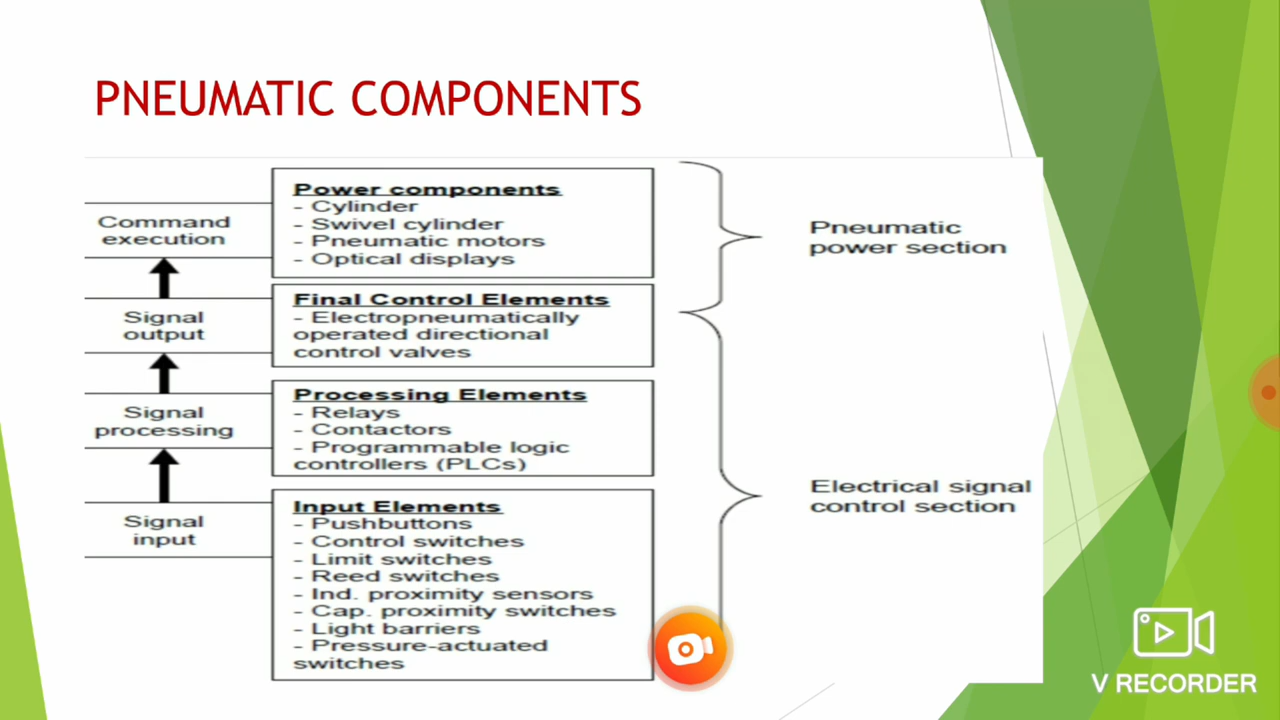 PNEUMATIC COMPONENTS
Command
execution
Signal
output
Signal
processing
Signal
input
Power components
- Cylinder
- Swivel cylinder
- Pneumatic motors
- Optical displays
Final Control Elements
- Electropneumatically
operated directional
control valves
Processing Elements
- Relays
- Contactors
- Programmable logic
controllers (PLCs)
Input Elements
- Pushbuttons
- Control switches
- Limit switches
- Reed switches
- Ind. proximity sensors
- Cap. proximity switches
- Light barriers
- Pressure-actuated
switches
Pneumatic
power section
Electrical signal
control section
V RECORDER